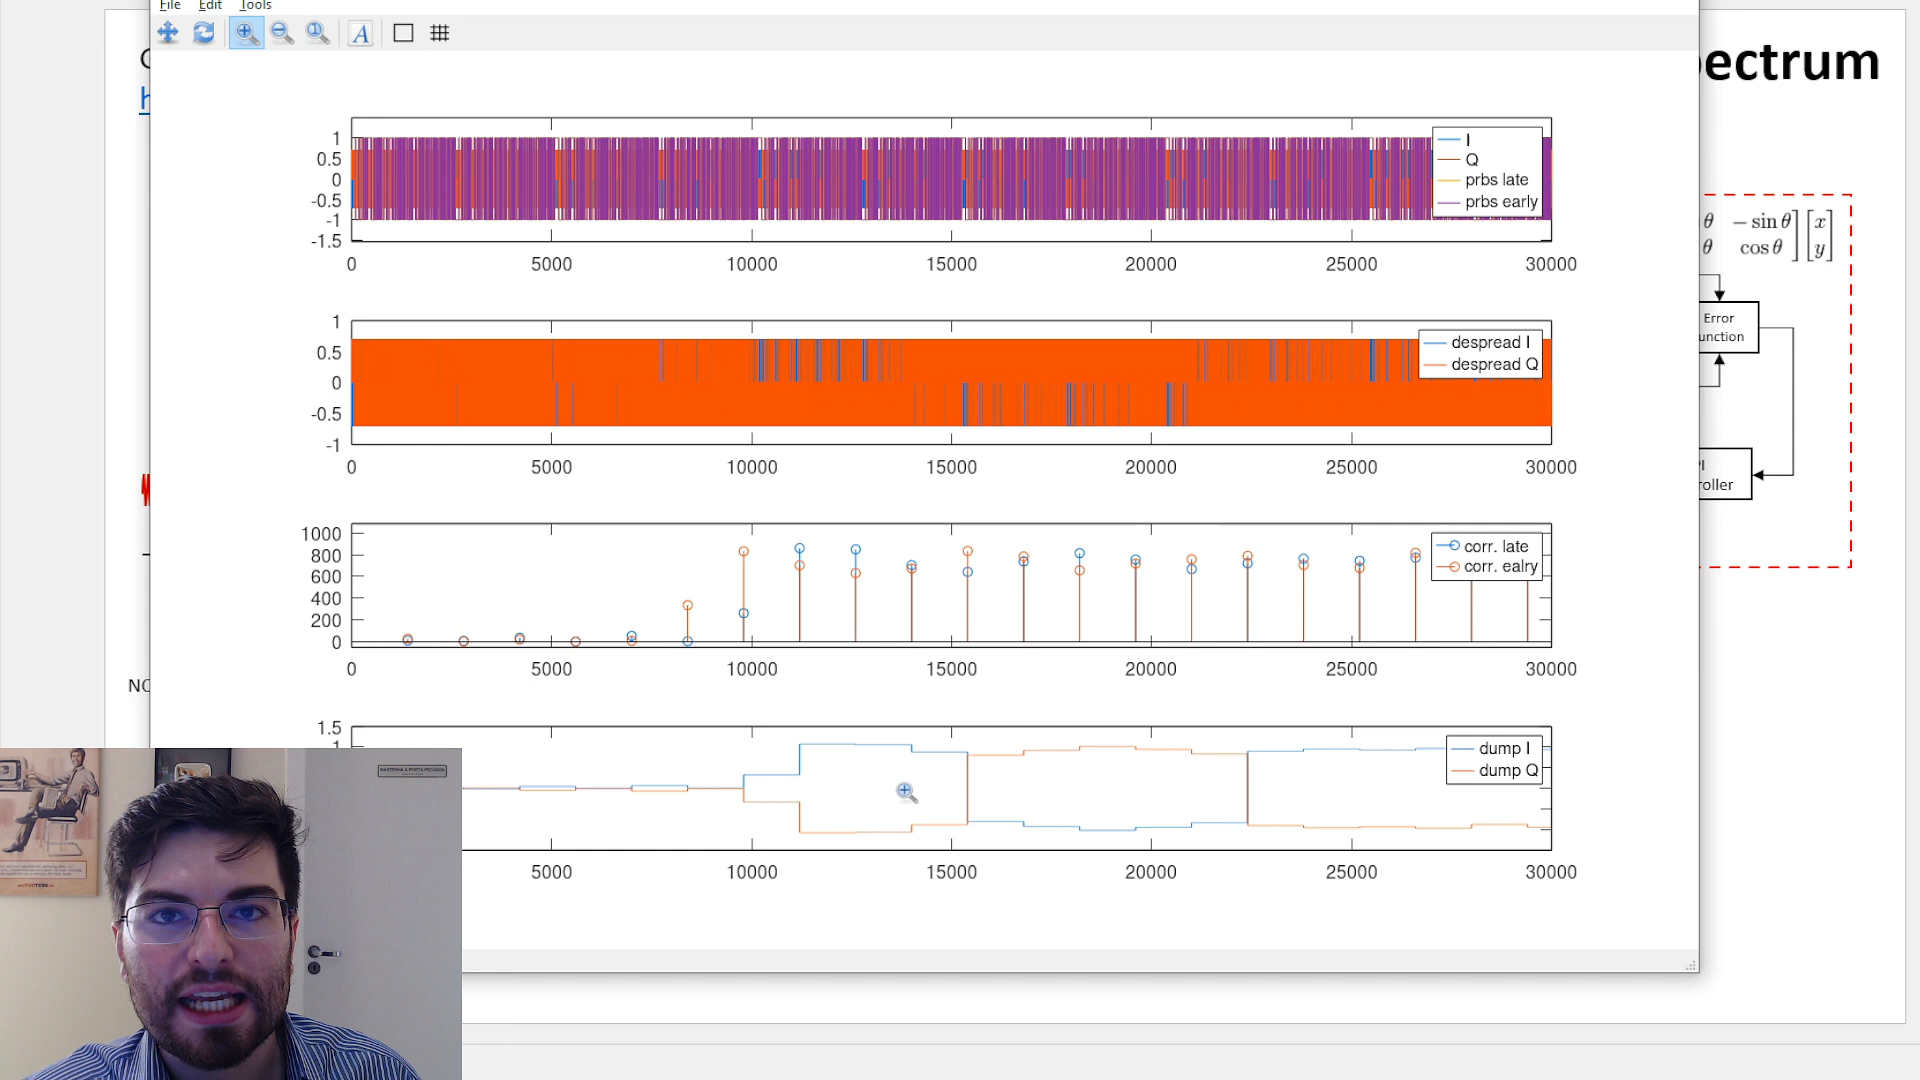 File Edit Tools
A
ectrum
1
0.5
0
-0.5
-1
-1.5
I
Q
prbs late
prbs early
0 5000 10000 15000 20000 25000 30000
θ − sin θ x
θ cos θ y
1
0.5
0
-0.5
-1
despread I
despread Q
0 5000 10000 15000 20000 25000 30000
Error
unction
1000
800
600
400
200
0
corr. late
corr. ealry
0 5000 10000 15000 20000 25000 30000
roller
1.5
dump I
dump Q
5000 10000 15000 20000 25000 30000
MANTENHA A PORTA FECHADA